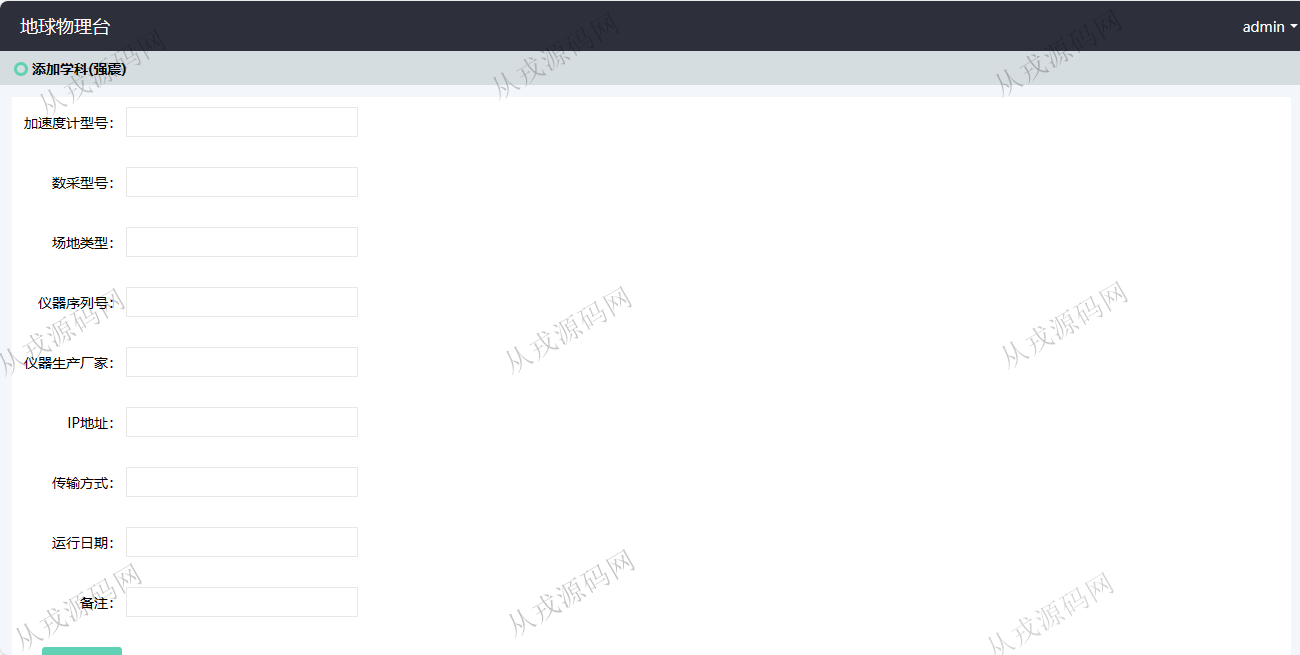 地球物理台
admin
添加学科(强震)
加速度计型号：
数采型号：
场地类型：
仪器序列号：
仪器生产厂家：
IP地址：
传输方式：
运行日期：
备注：
从戎源码网
从戎源码网
从戎源码网
从戎源码网
从戎源码网
从戎源码网
从戎源码网
从戎源码网
从戎源码网